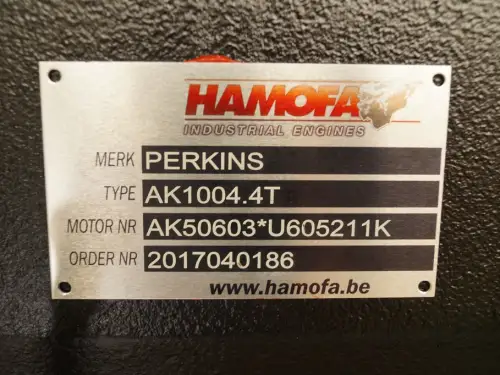 HAMOFA
INDUSTRIAL ENGINES
MERK PERKINS
TYPE AK1004.4T
MOTOR NR AK50603*U605211K
ORDER NR 2017040186
www.hamofa.be